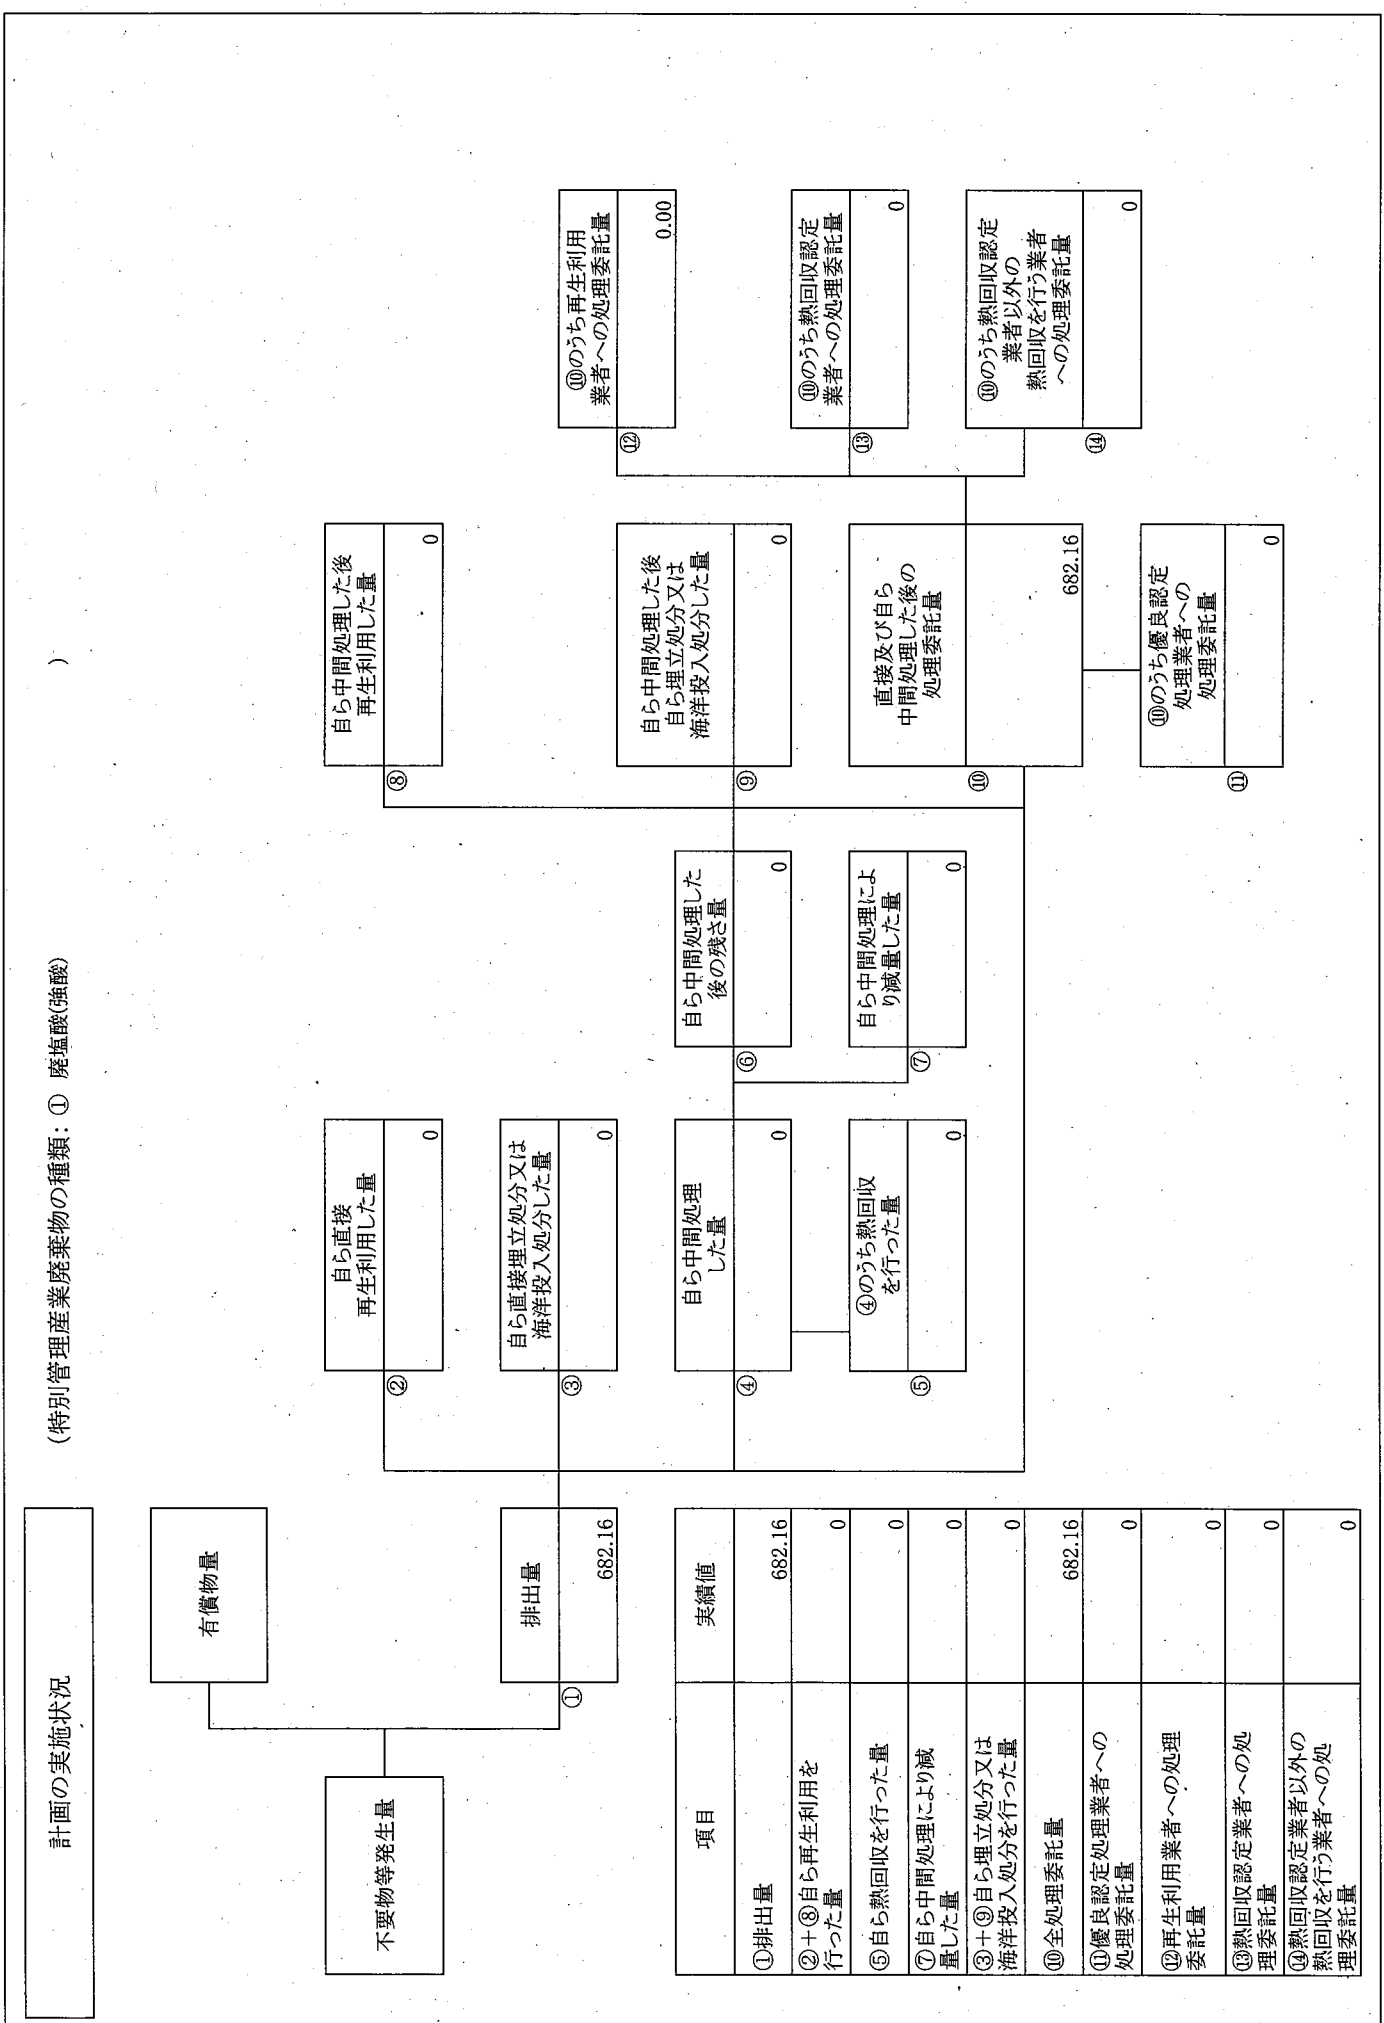 計画の実施状況
(特別管理産業廃棄物の種類: ① 廃塩酸(強酸)
)
不要物等発生量
有償物量
①
排出量
682.16
②
自ら直接
再生利用した量
0
③
自ら直接埋立処分又は
海洋投入処分した量
0
④
自ら中間処理
した量
0
⑤
④のうち熱回収
を行った量
0
⑥
自ら中間処理した
後の残さ量
0
⑦
自ら中間処理によ
り減量した量
0
⑧
自ら中間処理した後
再生利用した量
0
⑨
自ら中間処理した後
自ら埋立処分又は
海洋投入処分した量
0
⑩
直接及び自ら
中間処理した後の
処理委託量
682.16
⑪
⑩のうち優良認定
処理業者への
処理委託量
0
⑫
⑩のうち再生利用
業者への処理委託量
0.00
⑬
⑩のうち熱回収認定
業者への処理委託量
0
⑭
⑩のうち熱回収認定
業者以外の
熱回収を行う業者
への処理委託量
0
項目 実績値
①排出量 682.16
②+⑧自ら再生利用を
行った量 0
⑤自ら熱回収を行った量 0
⑦自ら中間処理により減
量した量 0
③+⑨自ら埋立処分又は
海洋投入処分を行った量 0
⑩全処理委託量 682.16
⑪優良認定処理業者への
処理委託量 0
⑫再生利用業者への処理
委託量 0
⑬熱回収認定業者への処
理委託量 0
⑭熱回収認定業者以外の
熱回収を行う業者への処
理委託量 0